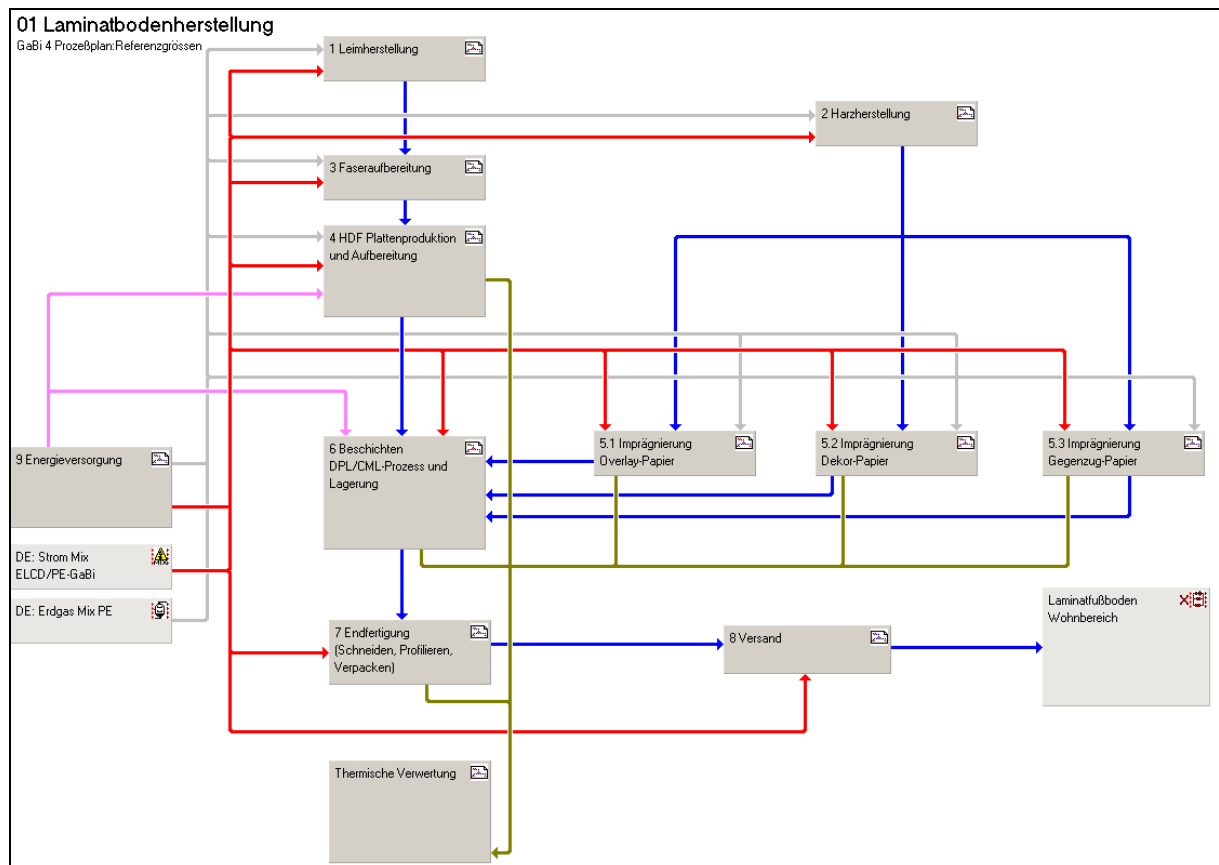 01 Laminatbodenherstellung
GaBi 4 Prozeßplan:Referenzgrössen
1 Leimherstellung
2 Harzherstellung
3 Faseraufbereitung
4 HDF Plattenproduktion
und Aufbereitung
9 Energieversorgung
6 Beschichten
DPL/CML-Prozess und
Lagerung
5.1 Imprägnierung
Overlay-Papier
5.2 Imprägnierung
Dekor-Papier
5.3 Imprägnierung
Gegenzug-Papier
DE: Strom Mix
ELCD/PE-GaBi
DE: Erdgas Mix PE
Laminatfußboden
Wohnbereich
7 Endfertigung
(Schneiden, Profilieren,
Verpacken)
8 Versand
Thermische Verwertung